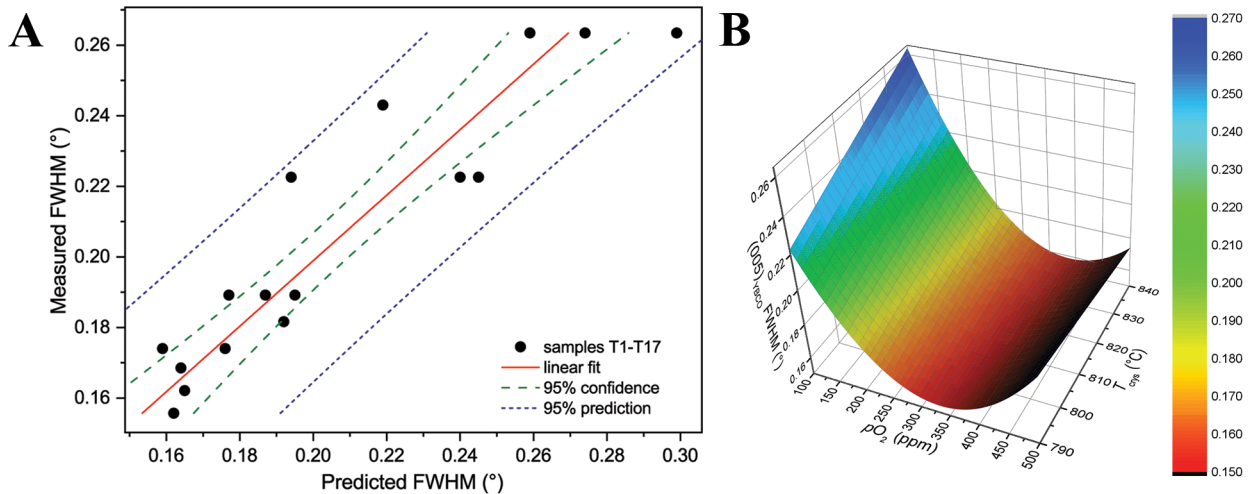 A
Measured FWHM (°)
0.26
0.24
0.22
0.20
0.18
0.16
0.16 0.18 0.20 0.22 0.24 0.26 0.28 0.30
Predicted FWHM (°)
samples T1-T17
linear fit
95% confidence
95% prediction
B
(005)YBCO FWHM (°)
0.26
0.24
0.22
0.20
0.18
0.16
100 150 200 250 300 350 400 450 500
pO2 (ppm)
790 800 810 820 830 840
Tcrys (°C)
0.270
0.250
0.240
0.230
0.220
0.210
0.200
0.190
0.180
0.170
0.160
0.150